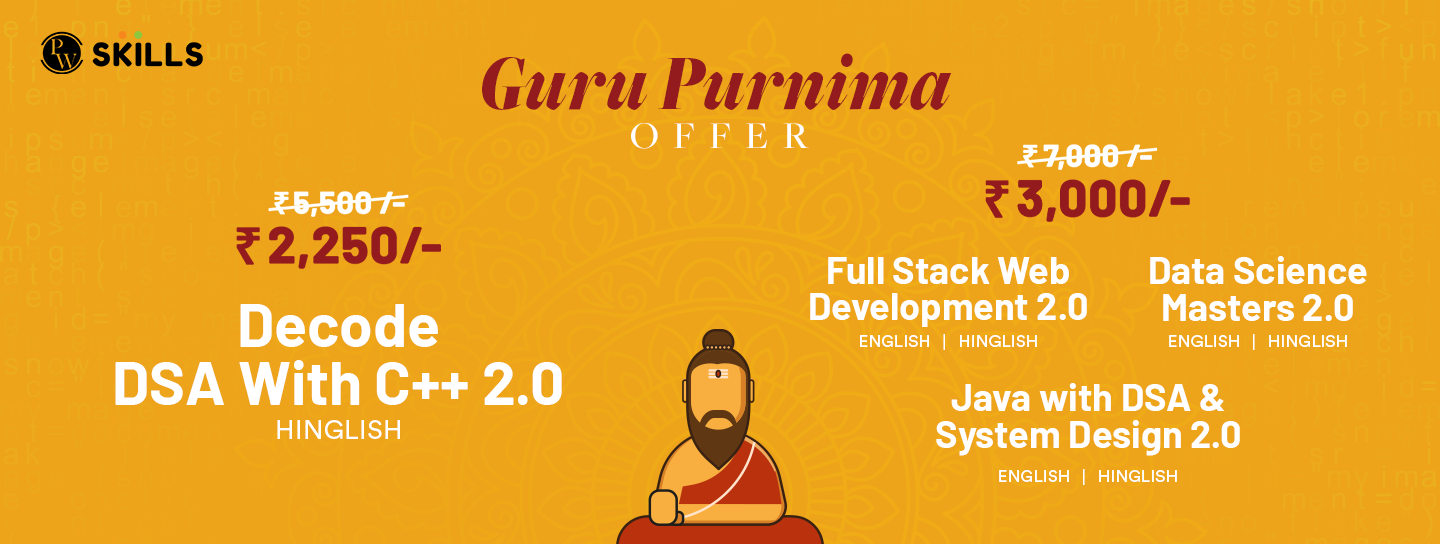 PW SKILLS
Guru Purnima
OFFER
₹5,500/-
₹2,250/-
Decode
DSA With C++ 2.0
HINGLISH
₹7,000/-
₹3,000/-
Full Stack Web
Development 2.0
ENGLISH | HINGLISH
Data Science
Masters 2.0
ENGLISH | HINGLISH
Java with DSA &
System Design 2.0
ENGLISH | HINGLISH